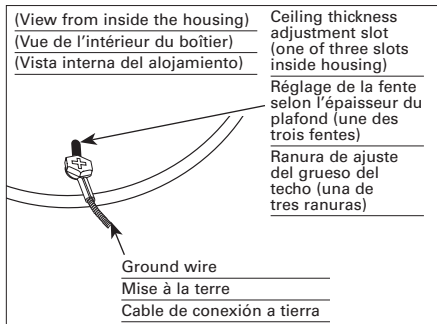 (View from inside the housing)
(Vue de l'intérieur du boîtier)
(Vista interna del alojamiento)
Ceiling thickness
adjustment slot
(one of three slots
inside housing)
Réglage de la fente
selon l'épaisseur du
plafond (une des
trois fentes)
Ranura de ajuste
del grueso del
techo (una de
tres ranuras)
Ground wire
Mise à la terre
Cable de conexión a tierra